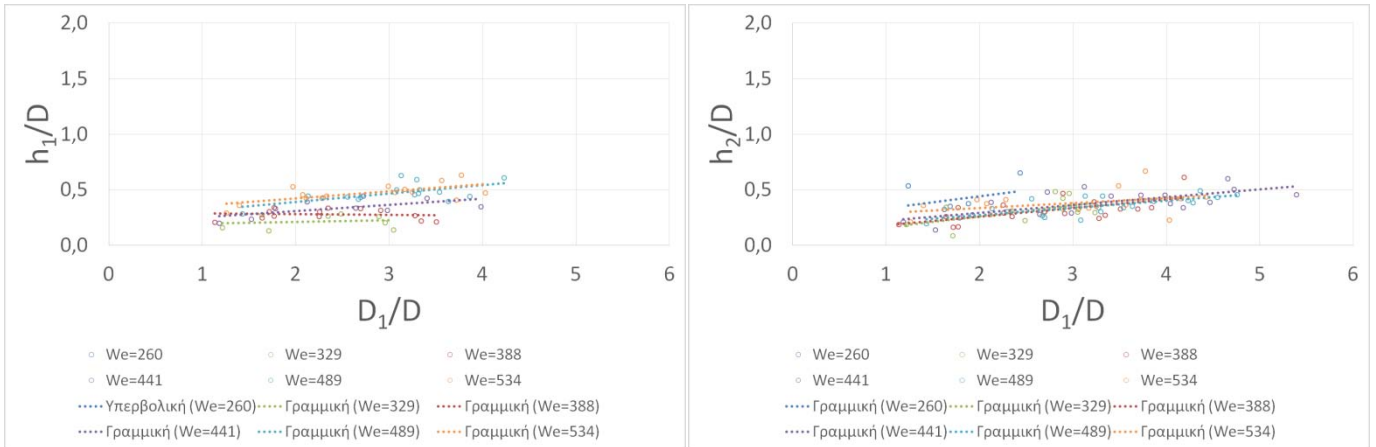 2,0
1,5
1,0
0,5
0,0
h1/D
0 1 2 3 4 5 6
D1/D
We=260 We=329 We=388
We=441 We=489 We=534
Υπερβολική (We=260) Γραμμική (We=329) Γραμμική (We=388)
Γραμμική (We=441) Γραμμική (We=489) Γραμμική (We=534)
2,0
1,5
1,0
0,5
0,0
h2/D
0 1 2 3 4 5 6
D1/D
We=260 We=329 We=388
We=441 We=489 We=534
Γραμμική (We=260) Γραμμική (We=329) Γραμμική (We=388)
Γραμμική (We=441) Γραμμική (We=489) Γραμμική (We=534)